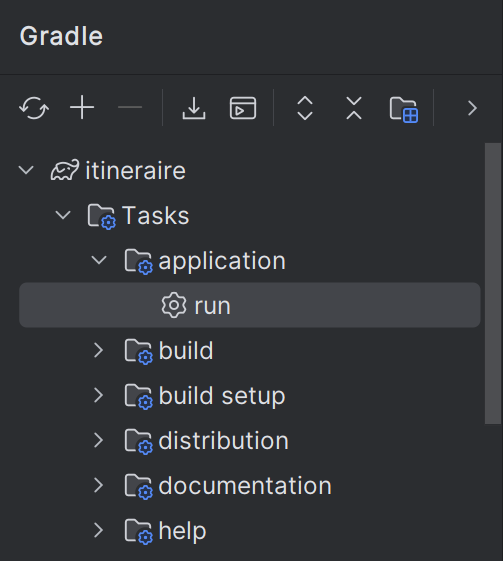 Gradle
itineraire
Tasks
application
run
build
build setup
distribution
documentation
help